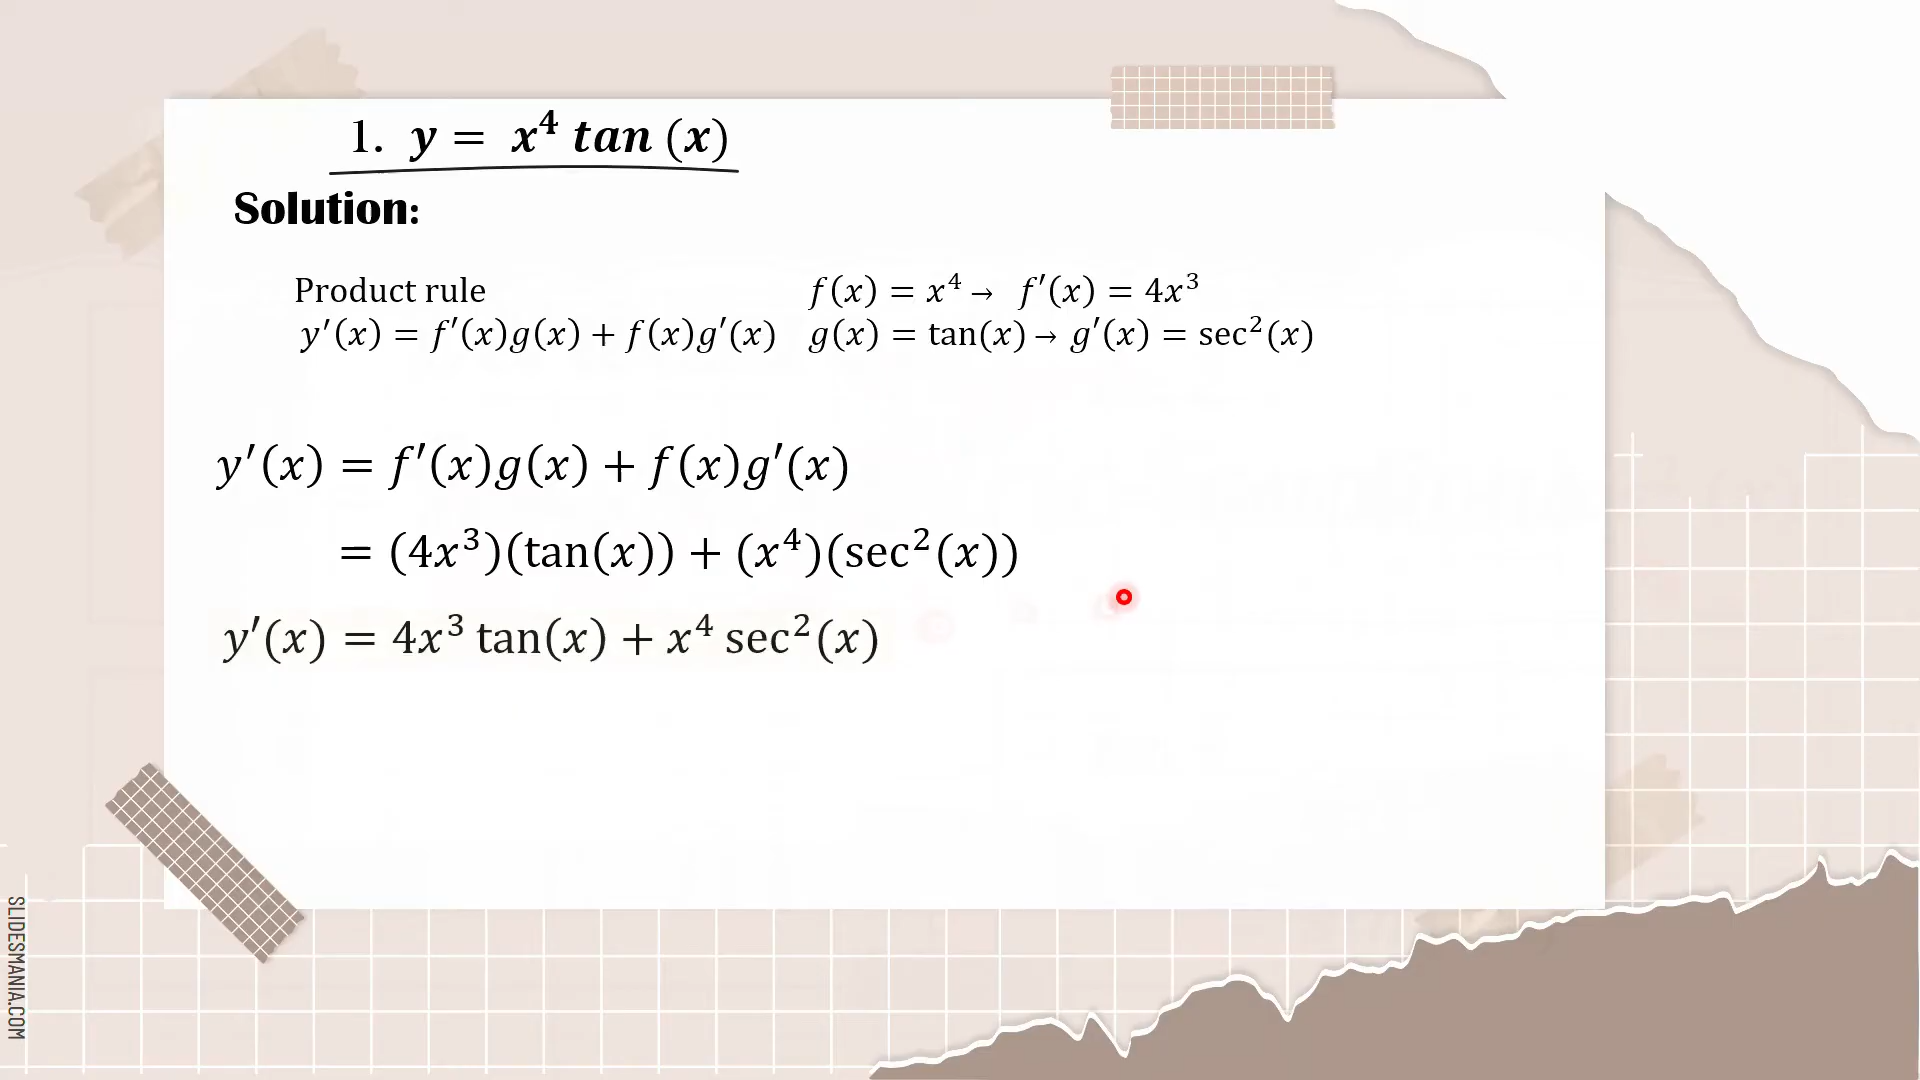 1. y = x⁴ tan (x)
Solution:
Product rule
f(x) = x⁴ → f′(x) = 4x³
y′(x) = f′(x)g(x) + f(x)g′(x)
g(x) = tan(x) → g′(x) = sec²(x)
y′(x) = f′(x)g(x) + f(x)g′(x)
= (4x³)(tan(x)) + (x⁴)(sec²(x))
y′(x) = 4x³ tan(x) + x⁴ sec²(x)
SLIDESMANIA.COM